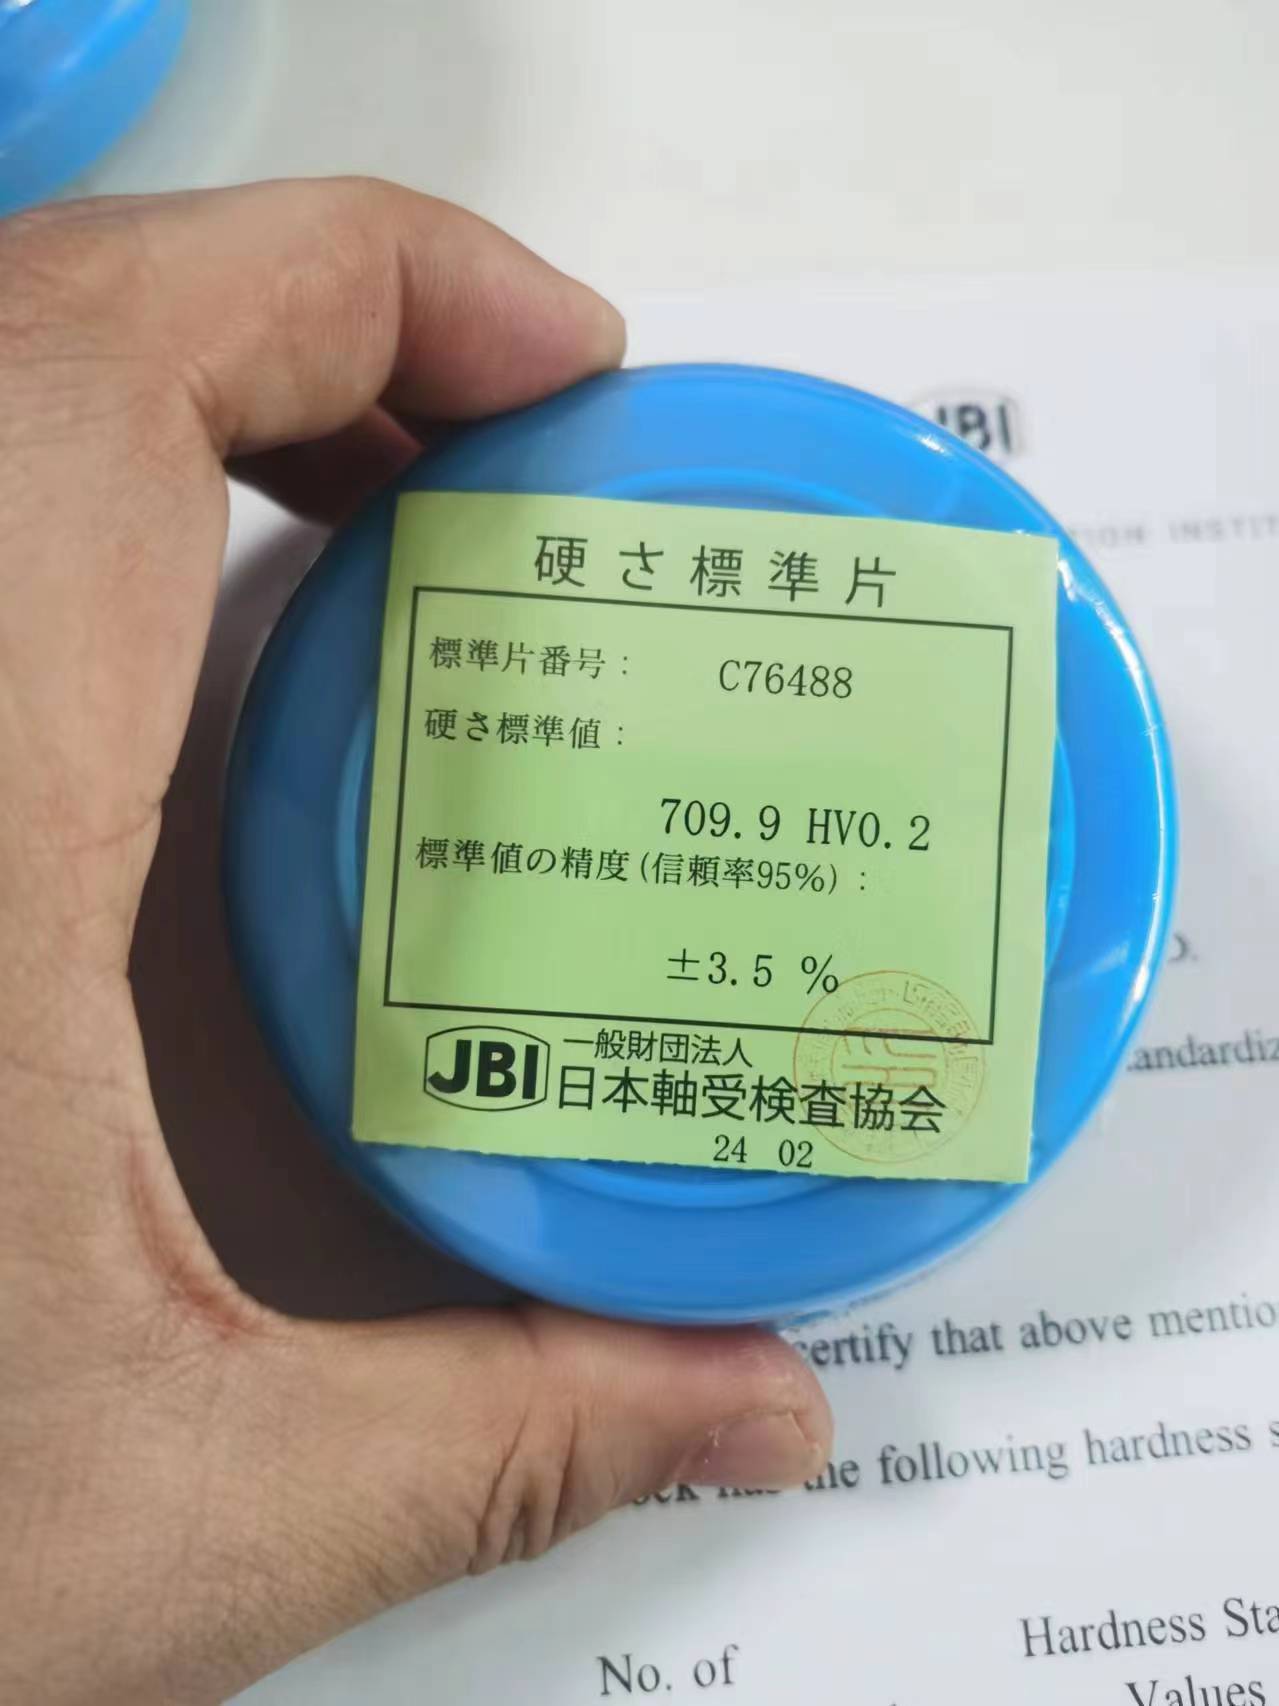 硬さ標準片
標準片番号： C76488
硬さ標準値：
709.9 HV0.2
標準値の精度(信頼率95%)：
±3.5 %
JBI 一般財団法人
日本軸受検査協会
24 02
JBI
certify that above mentio
the following hardness s
Hardness Sta
No. of
Values